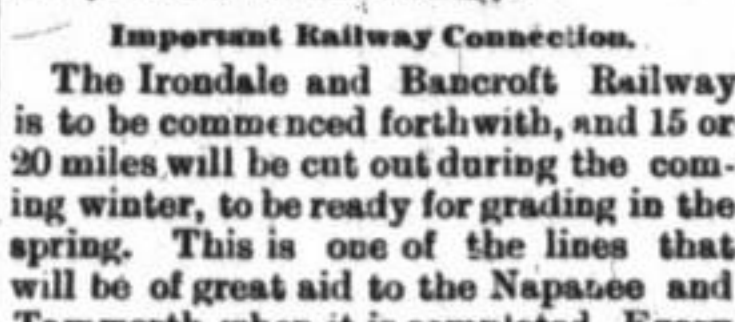 Important Railway Connection.
The Irondale and Bancroft Railway
is to be commenced forthwith, and 15 or
20 miles will be cut out during the com-
ing winter, to be ready for grading in the
spring. This is one of the lines that
will be of great aid to the Napanee and